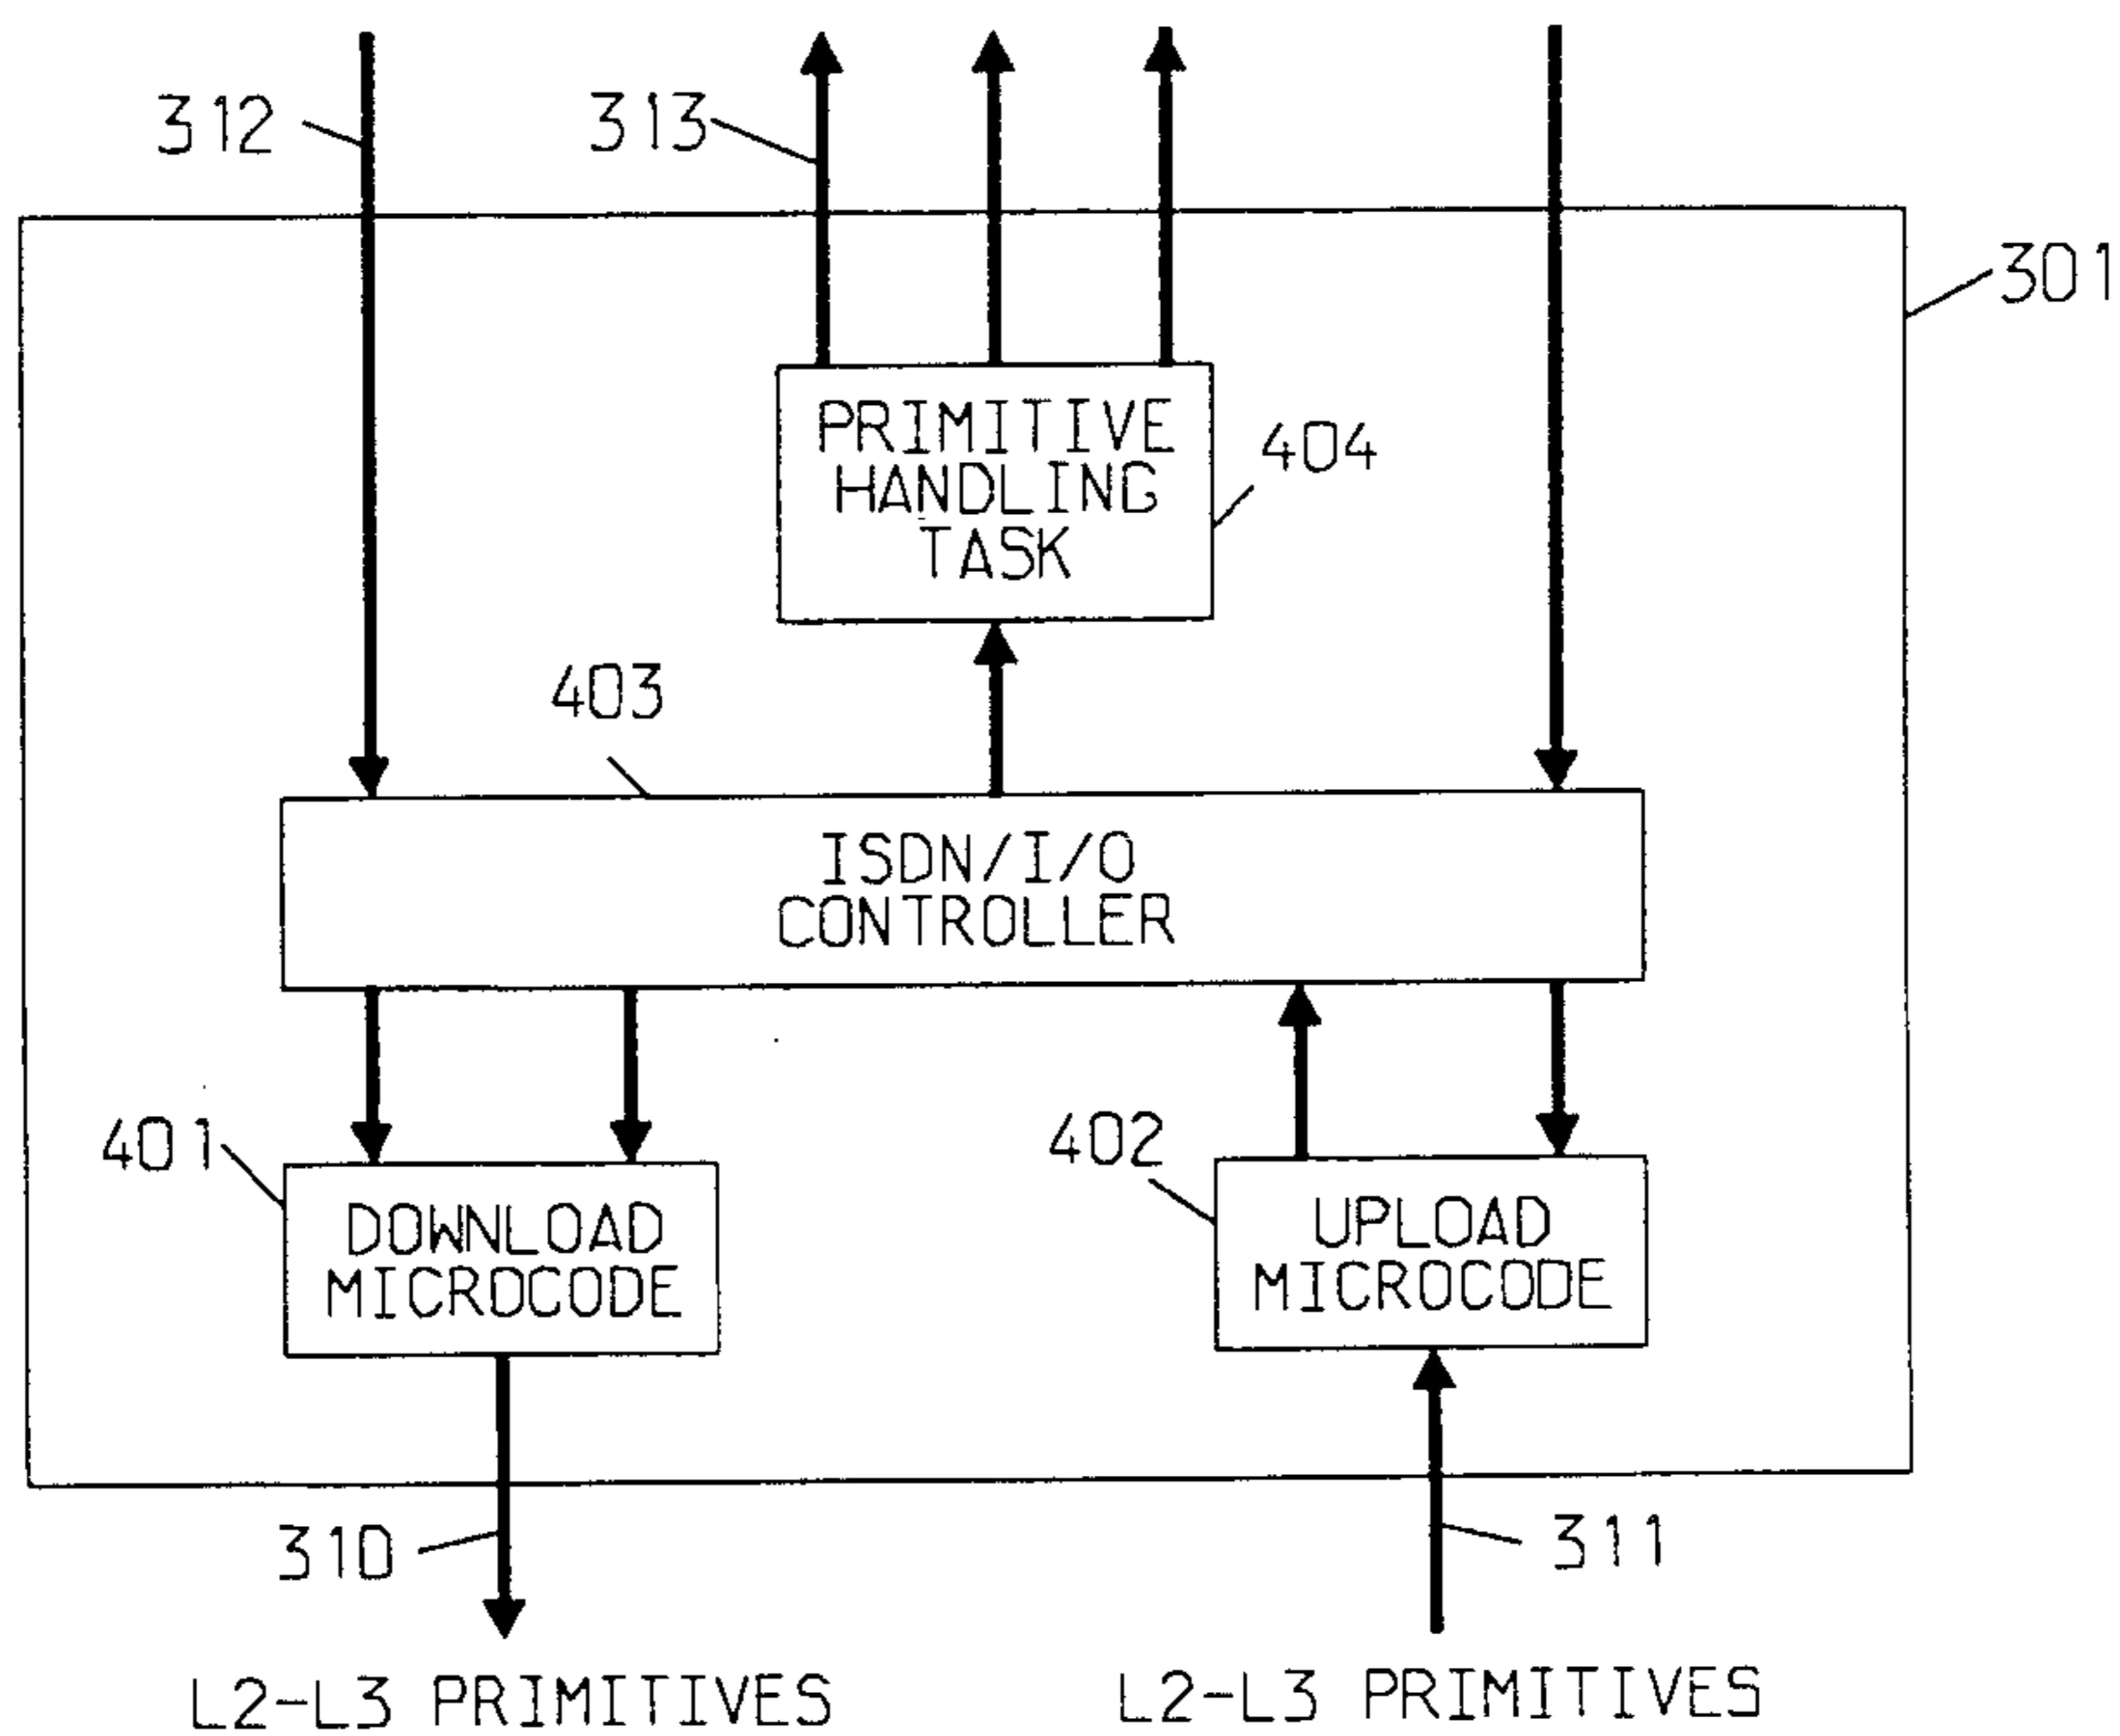 312
313
301
PRIMITIVE
HANDLING
TASK
404
403
ISDN/I/O
CONTROLLER
401
DOWNLOAD
MICROCODE
402
UPLOAD
MICROCODE
310
311
L2-L3 PRIMITIVES
L2-L3 PRIMITIVES